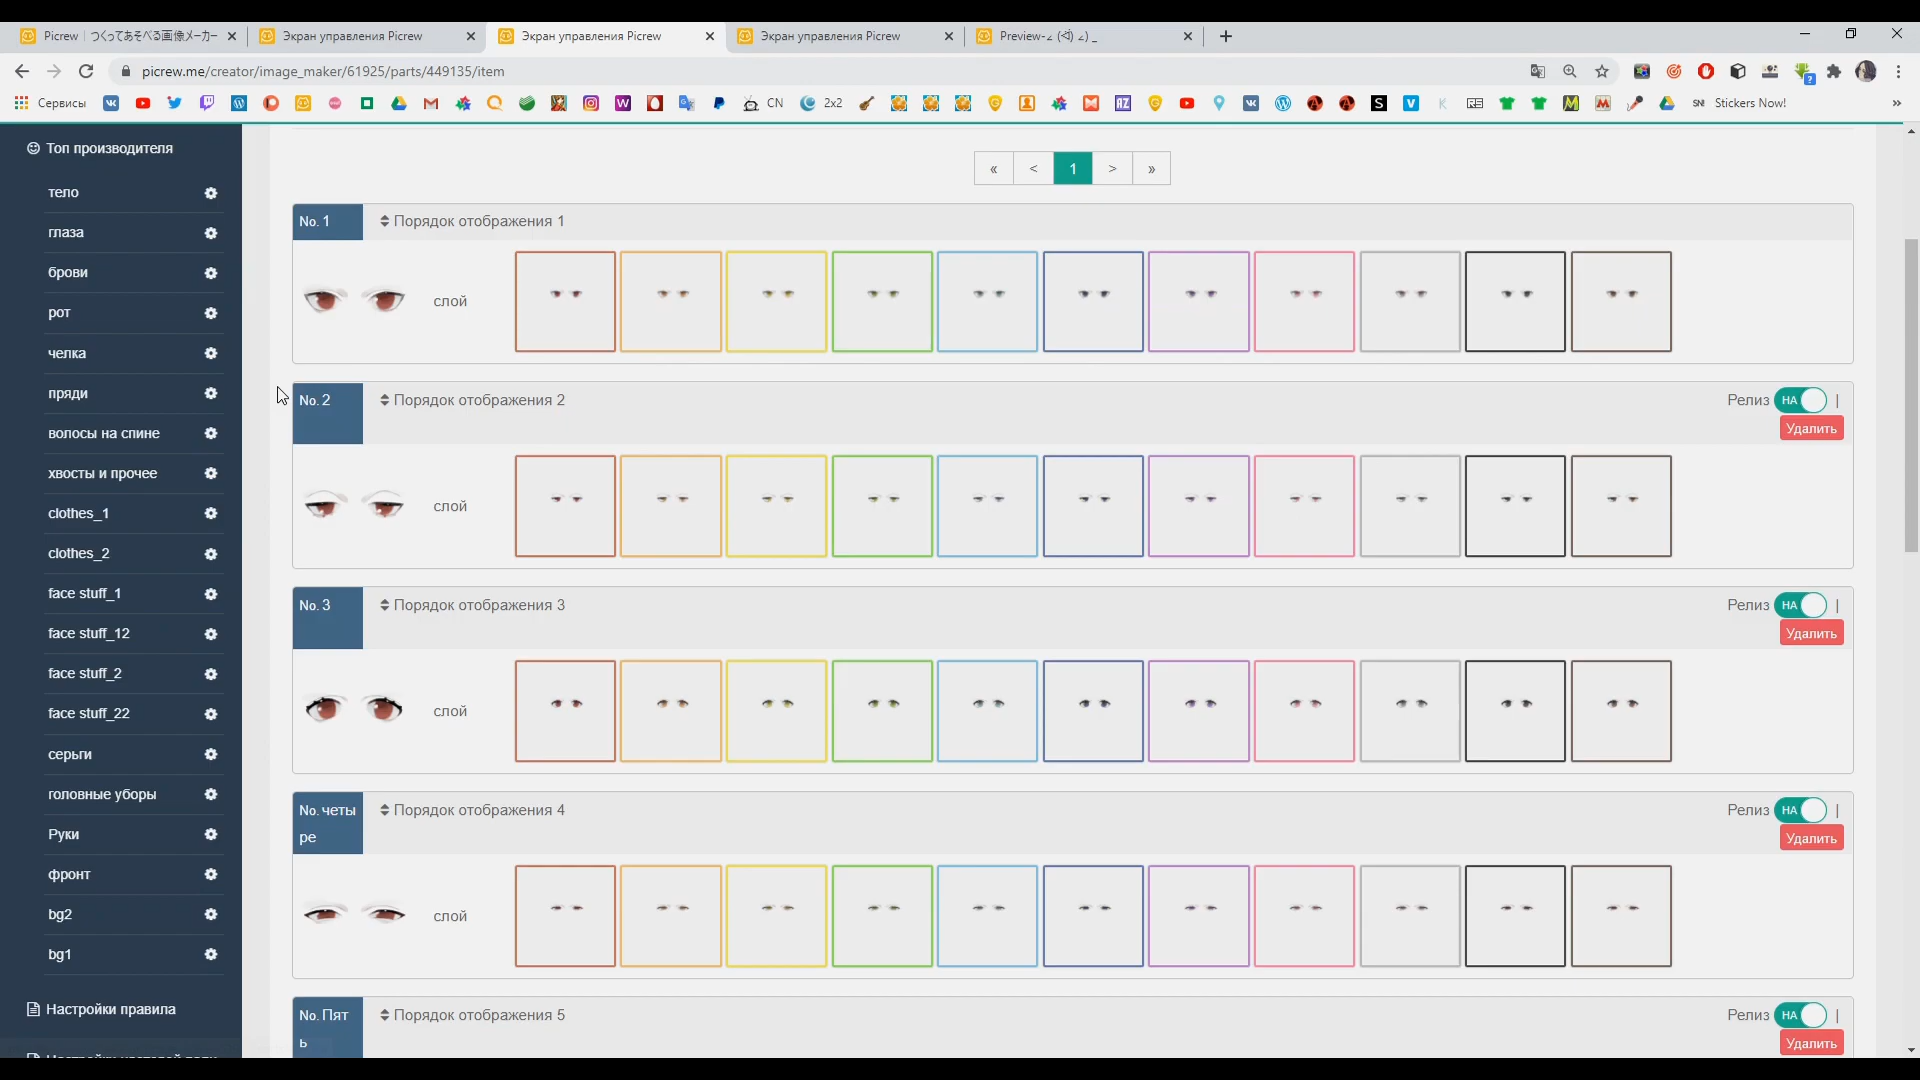 Picrew | つくってあそべる画像メーカー
Экран управления Picrew
Экран управления Picrew
Экран управления Picrew
picrew.me/creator/image_maker/61925/parts/449135/item
Сервисы
CN
2x2
Stickers Now!
Топ производителя
« < 1 > »
тело
глаза
брови
рот
челка
пряди
волосы на спине
хвосты и прочее
clothes_1
clothes_2
face stuff_1
face stuff_12
face stuff_2
face stuff_22
серьги
головные уборы
Руки
фронт
bg2
bg1
Настройки правила
No. 1
Порядок отображения 1
слой
No. 2
Порядок отображения 2
Релиз НА |
Удалить
слой
No. 3
Порядок отображения 3
Релиз НА |
Удалить
слой
No. четы
ре
Порядок отображения 4
Релиз НА |
Удалить
слой
No. Пят
ь
Порядок отображения 5
Релиз НА |
Удалить